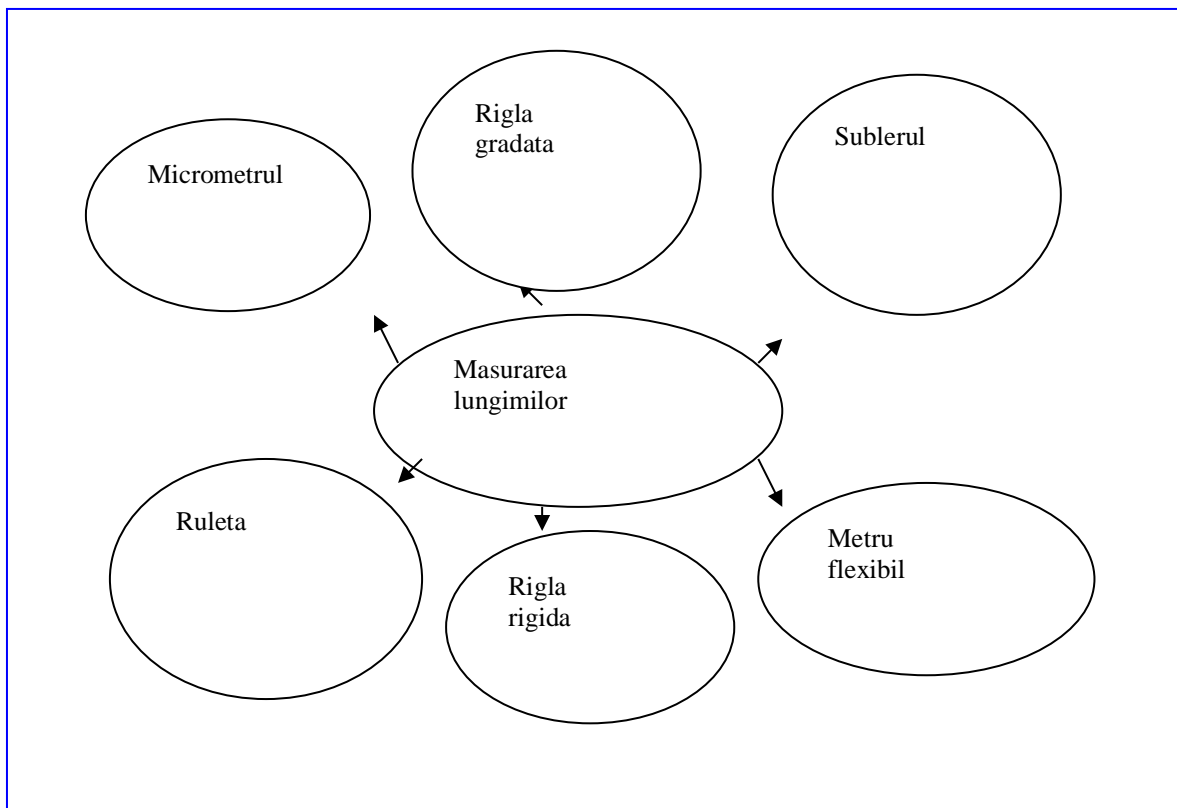 Rigla
gradata
Sublerul
Micrometrul
Masurarea
lungimilor
Ruleta
Metru
flexibil
Rigla
rigida